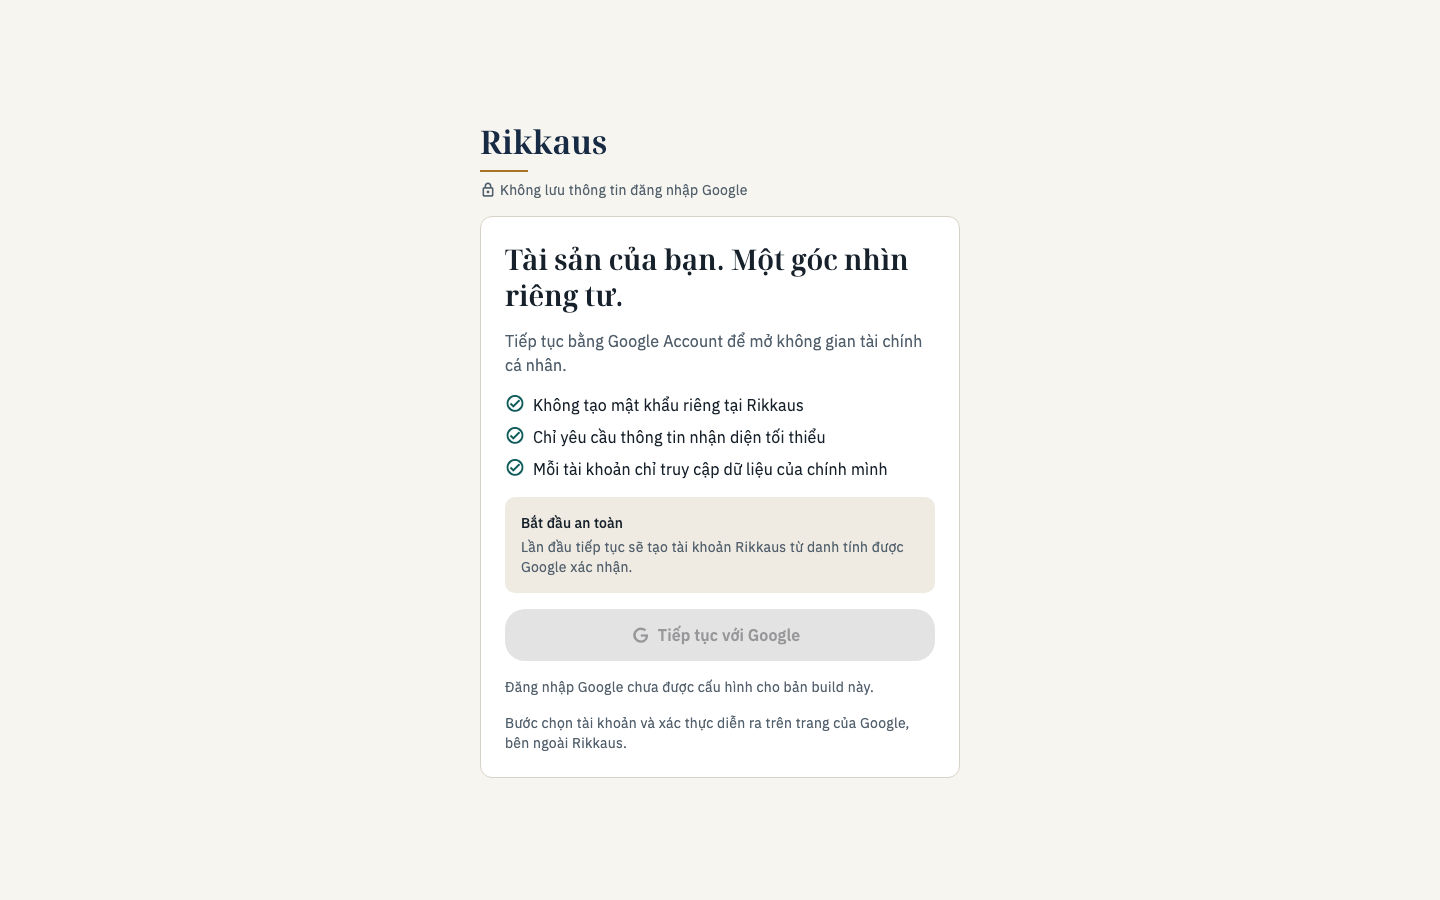 Rikkaus
Không lưu thông tin đăng nhập Google
Tài sản của bạn. Một góc nhìn
riêng tư.
Tiếp tục bằng Google Account để mở không gian tài chính
cá nhân.
Không tạo mật khẩu riêng tại Rikkaus
Chỉ yêu cầu thông tin nhận diện tối thiểu
Mỗi tài khoản chỉ truy cập dữ liệu của chính mình
Bắt đầu an toàn
Lần đầu tiếp tục sẽ tạo tài khoản Rikkaus từ danh tính được
Google xác nhận.
Tiếp tục với Google
Đăng nhập Google chưa được cấu hình cho bản build này.
Bước chọn tài khoản và xác thực diễn ra trên trang của Google,
bên ngoài Rikkaus.